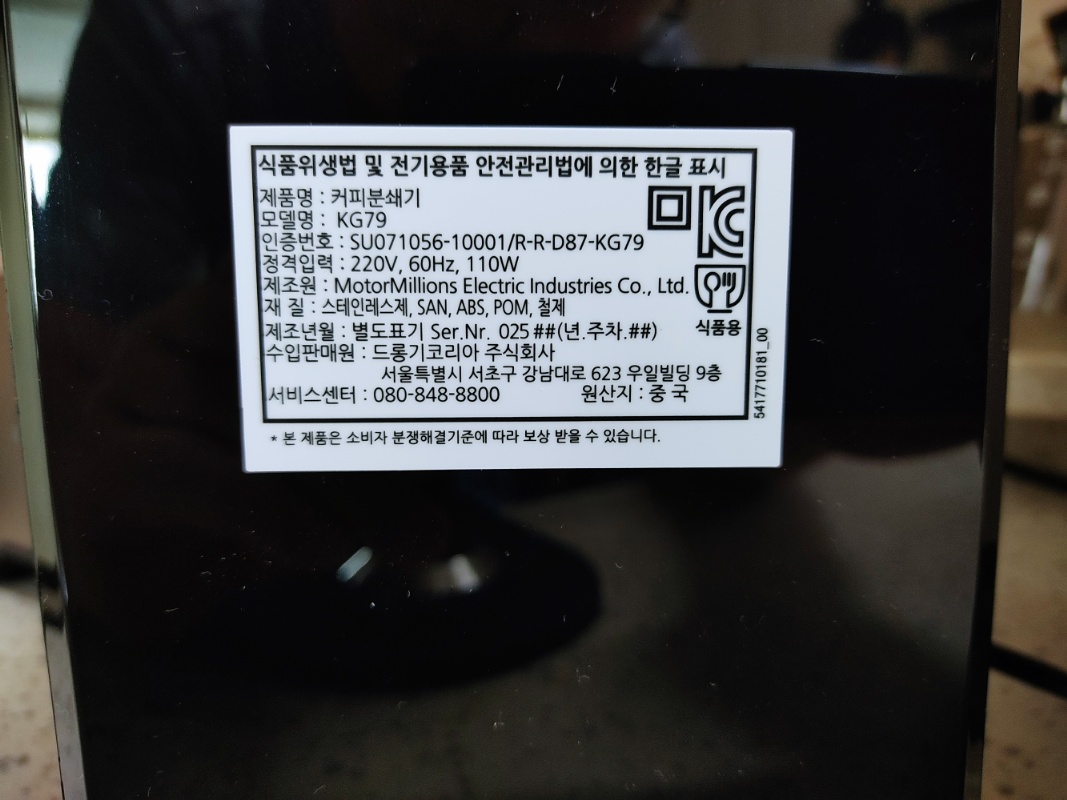 식품위생법 및 전기용품 안전관리법에 의한 한글 표시
제품명 : 커피분쇄기
모델명 : KG79
인증번호 : SU071056-10001/R-R-D87-KG79
정격입력 : 220V, 60Hz, 110W
제조원 : MotorMillions Electric Industries Co., Ltd.
재 질 : 스테인레스제, SAN, ABS, POM, 철제
제조년월 : 별도표기 Ser.Nr. 025##(년.주차.##)
수입판매원 : 드롱기코리아 주식회사
서울특별시 서초구 강남대로 623 우일빌딩 9층
서비스센터 : 080-848-8800 원산지 : 중 국
* 본 제품은 소비자 분쟁해결기준에 따라 보상 받을 수 있습니다.
KC
식품용
5417710181_00